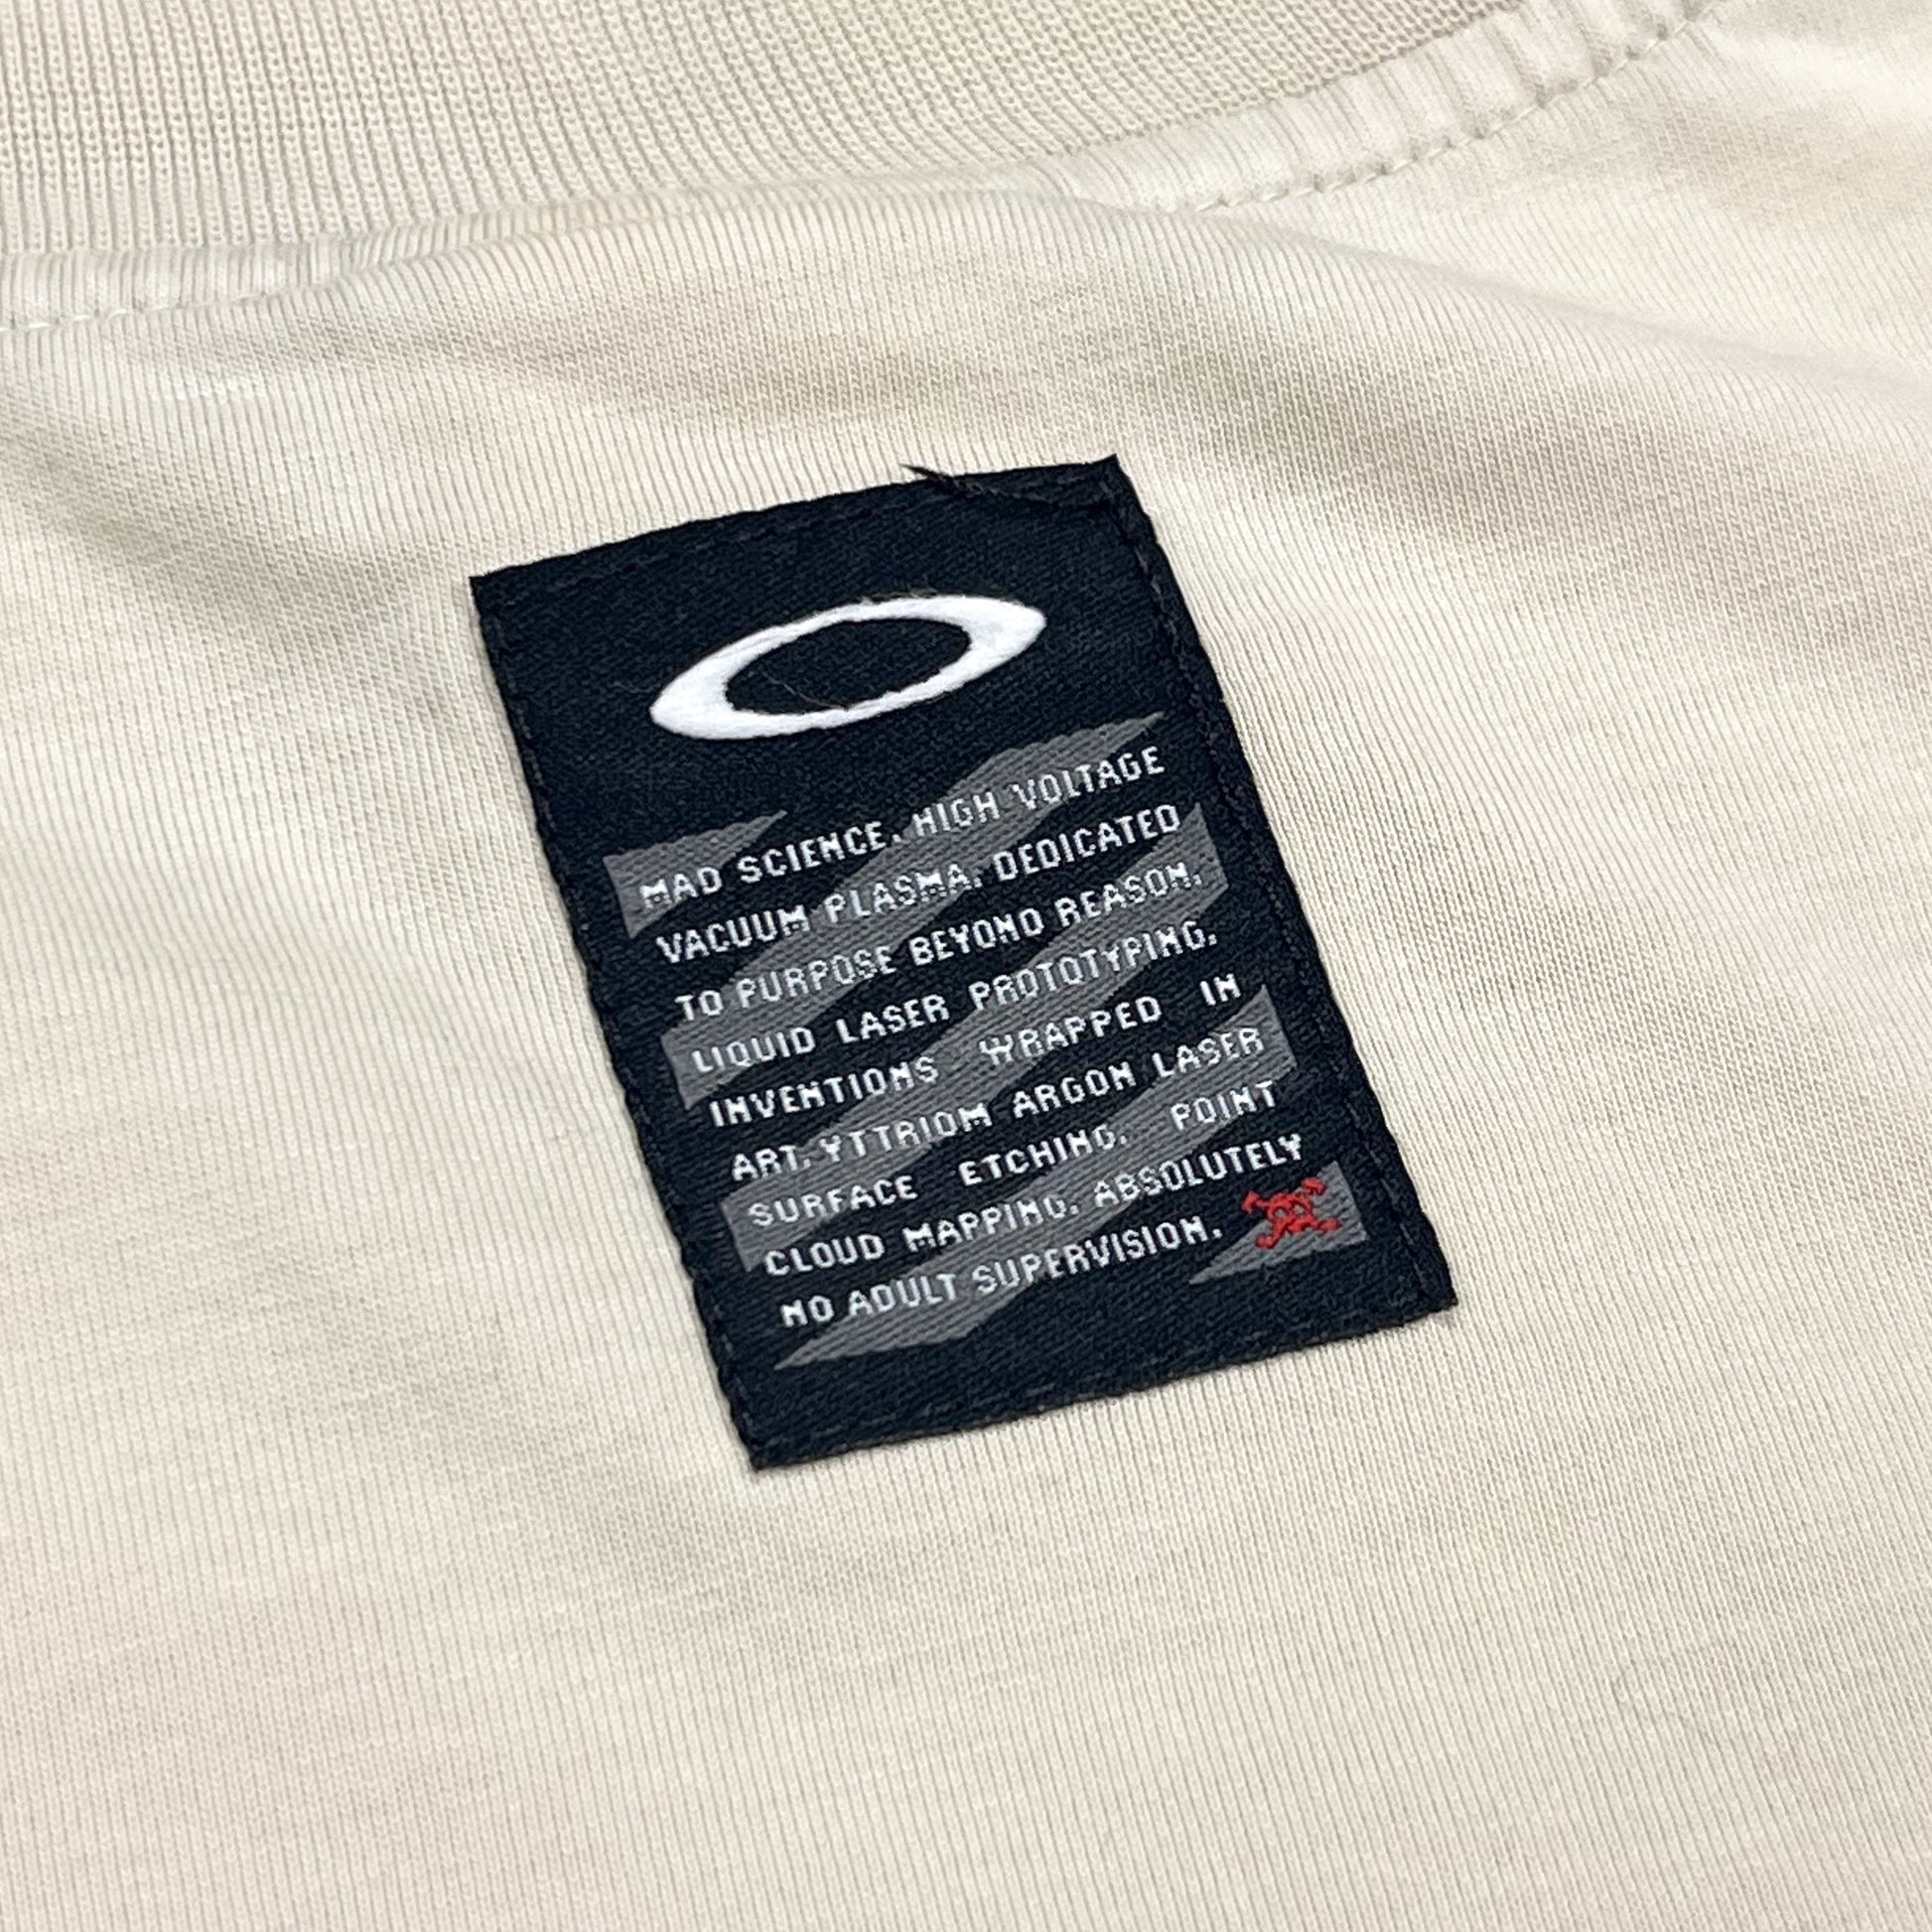 MAD SCIENCE, HIGH VOLTAGE
VACUUM PLASMA, DEDICATED
TO PURPOSE BEYOND REASON,
LIQUID LASER PROTOTYPING,
INVENTIONS WRAPPED IN
ART, YTTRIOM ARGON LASER
SURFACE ETCHING, POINT
CLOUD MAPPING, ABSOLUTELY
NO ADULT SUPERVISION.